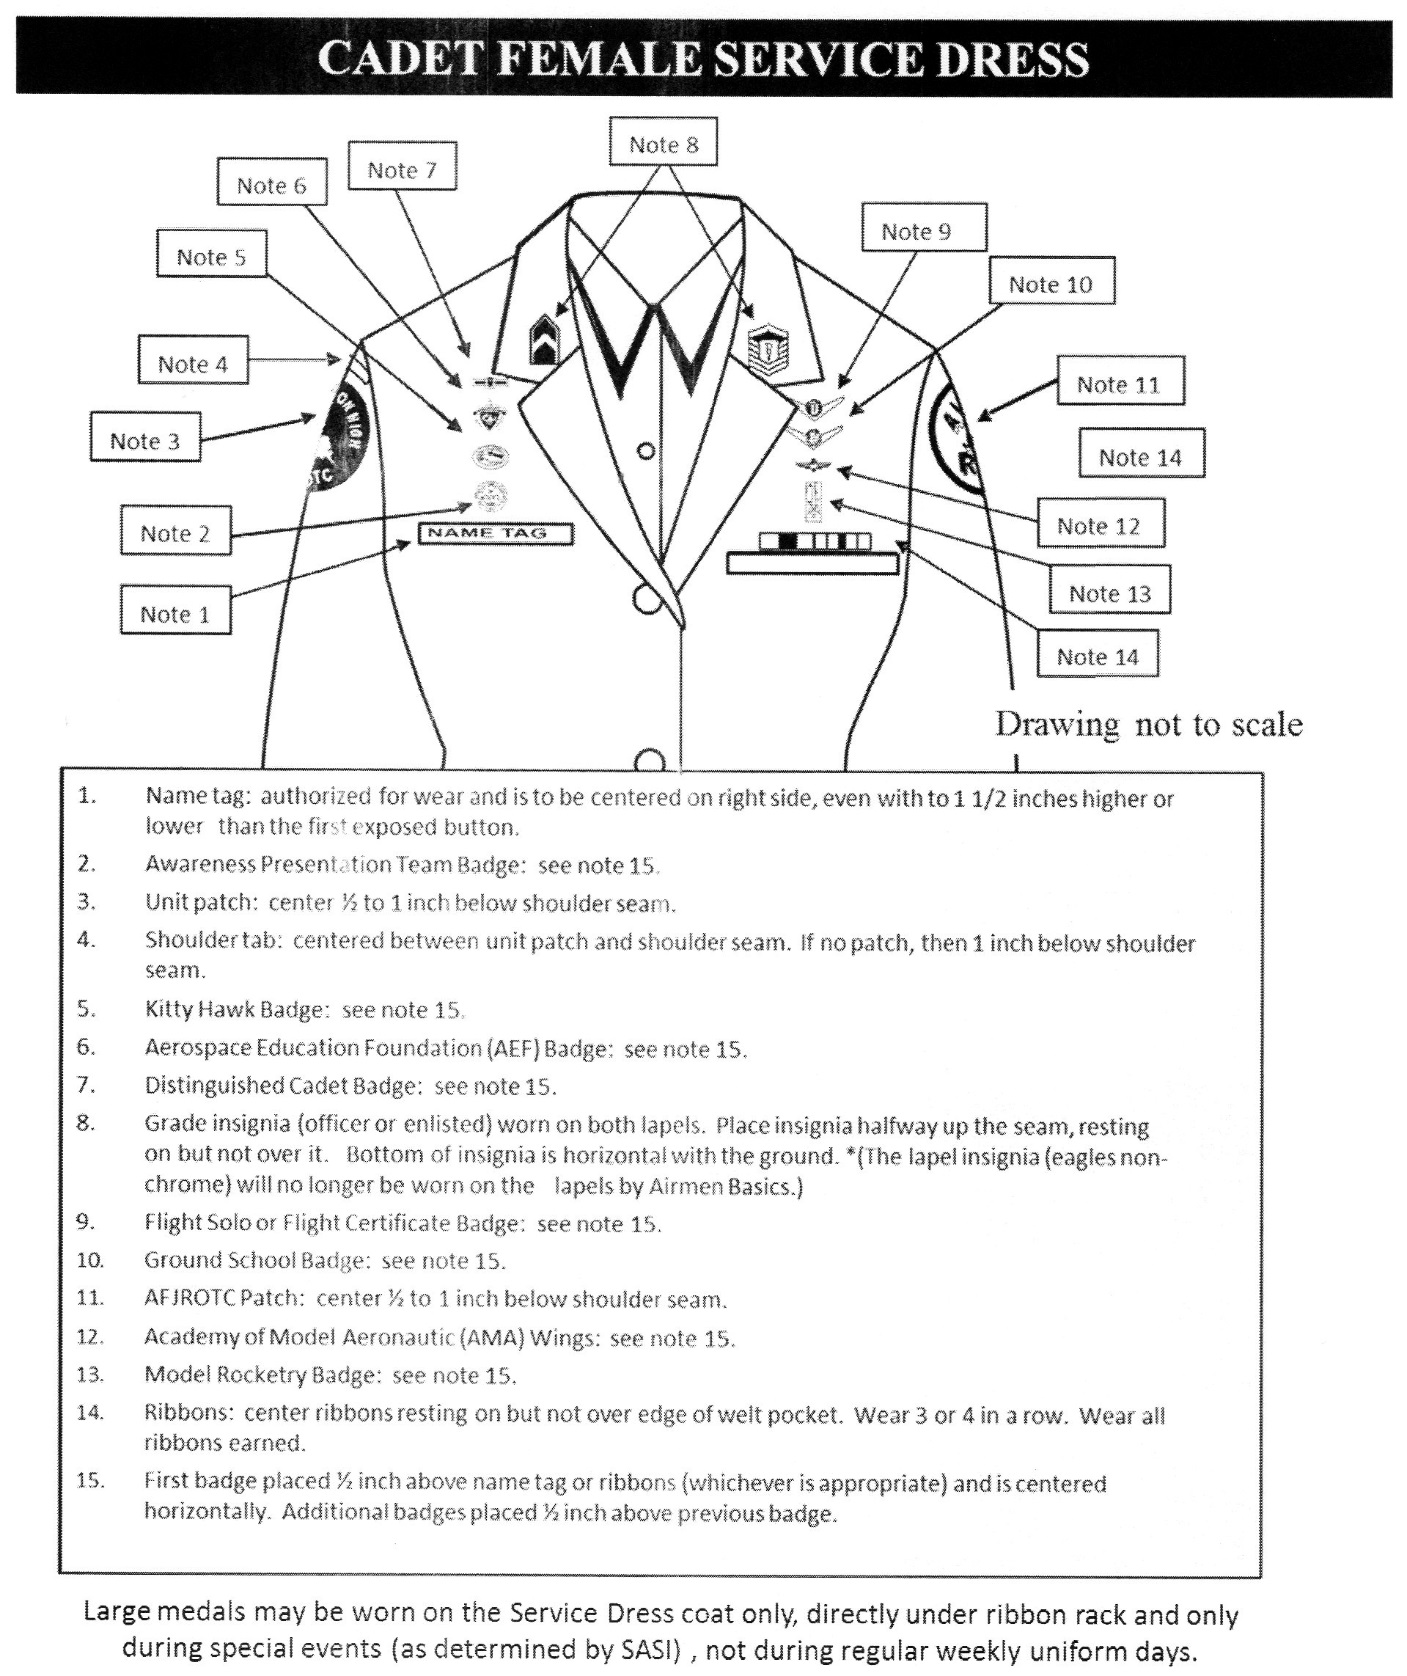 CADET FEMALE SERVICE DRESS
Note 8
Note 7
Note 6
Note 9
Note 5
Note 10
Note 4
Note 11
Note 3
Note 14
Note 2
Note 12
NAME TAG
Note 1
Note 13
Note 14
Drawing not to scale
1. Name tag: authorized for wear and is to be centered on right side, even with to 1 1/2 inches higher or
lower than the first exposed button.
2. Awareness Presentation Team Badge: see note 15.
3. Unit patch: center ½ to 1 inch below shoulder seam.
4. Shoulder tab: centered between unit patch and shoulder seam. If no patch, then 1 inch below shoulder
seam.
5. Kitty Hawk Badge: see note 15.
6. Aerospace Education Foundation (AEF) Badge: see note 15.
7. Distinguished Cadet Badge: see note 15.
8. Grade insignia (officer or enlisted) worn on both lapels. Place insignia halfway up the seam, resting
on but not over it. Bottom of insignia is horizontal with the ground. *(The lapel insignia (eagles non-
chrome) will no longer be worn on the lapels by Airmen Basics.)
9. Flight Solo or Flight Certificate Badge: see note 15.
10. Ground School Badge: see note 15.
11. AFJROTC Patch: center ½ to 1 inch below shoulder seam.
12. Academy of Model Aeronautic (AMA) Wings: see note 15.
13. Model Rocketry Badge: see note 15.
14. Ribbons: center ribbons resting on but not over edge of welt pocket. Wear 3 or 4 in a row. Wear all
ribbons earned.
15. First badge placed ½ inch above name tag or ribbons (whichever is appropriate) and is centered
horizontally. Additional badges placed ½ inch above previous badge.
Large medals may be worn on the Service Dress coat only, directly under ribbon rack and only
during special events (as determined by SASI) , not during regular weekly uniform days.